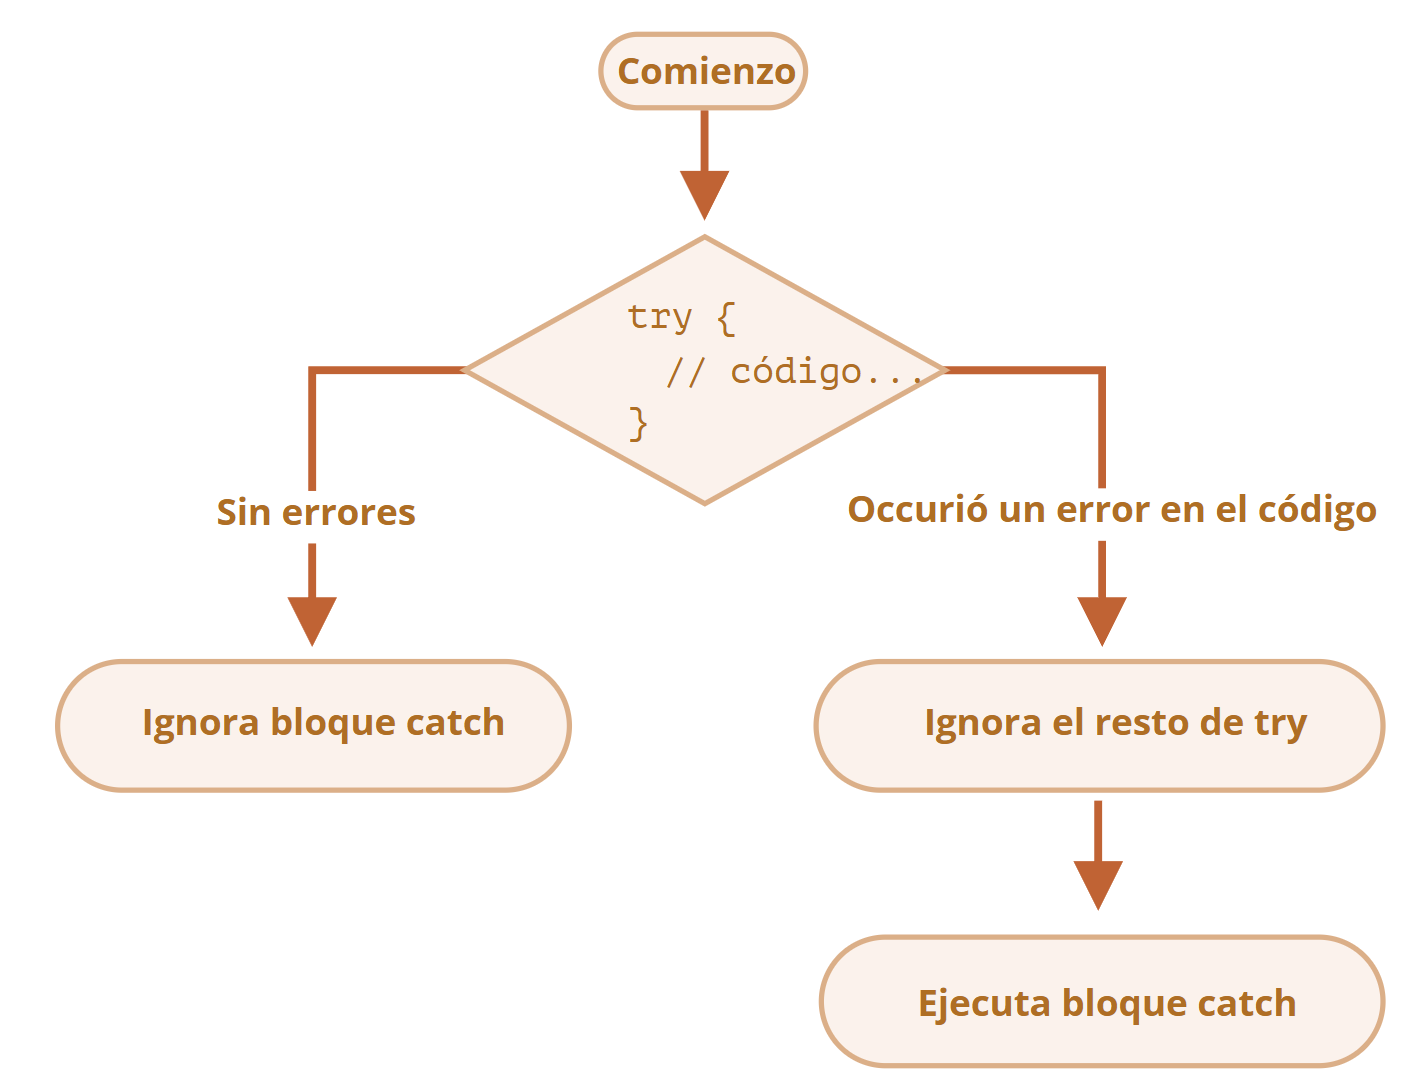 Comienzo
try {
// código...
}
Sin errores
Occurió un error en el código
Ignora bloque catch
Ignora el resto de try
Ejecuta bloque catch